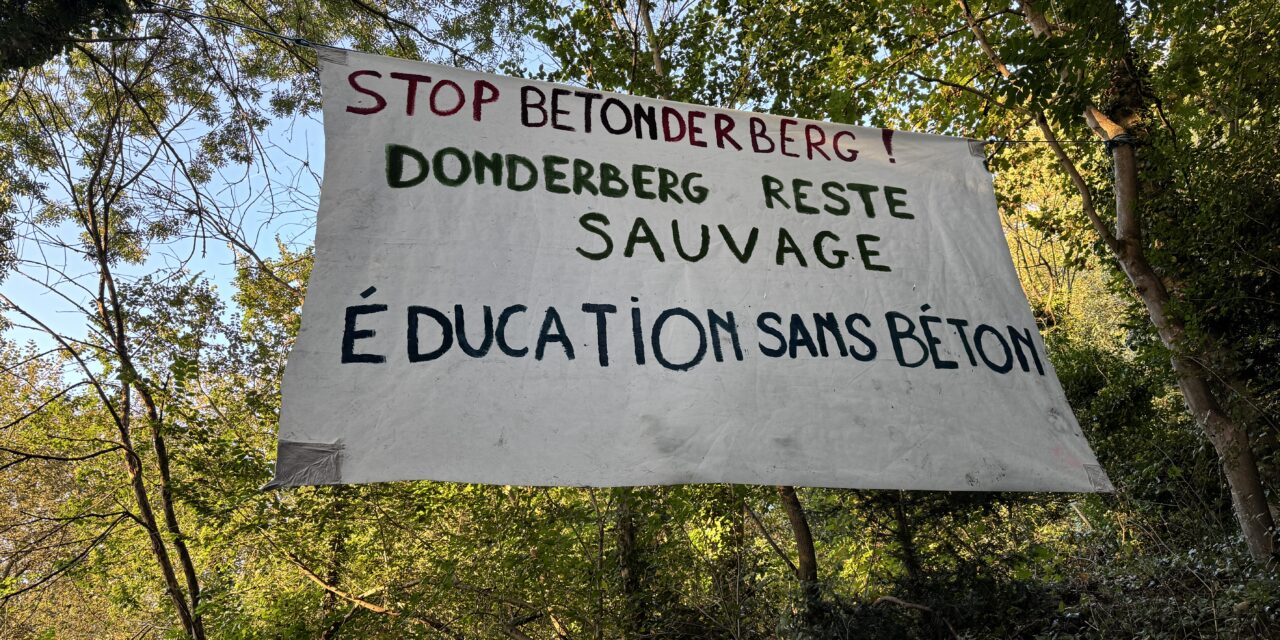 STOP BETONDERBERG !
DONDERBERG RESTE
SAUVAGE
ÉDUCATION SANS BÉTON